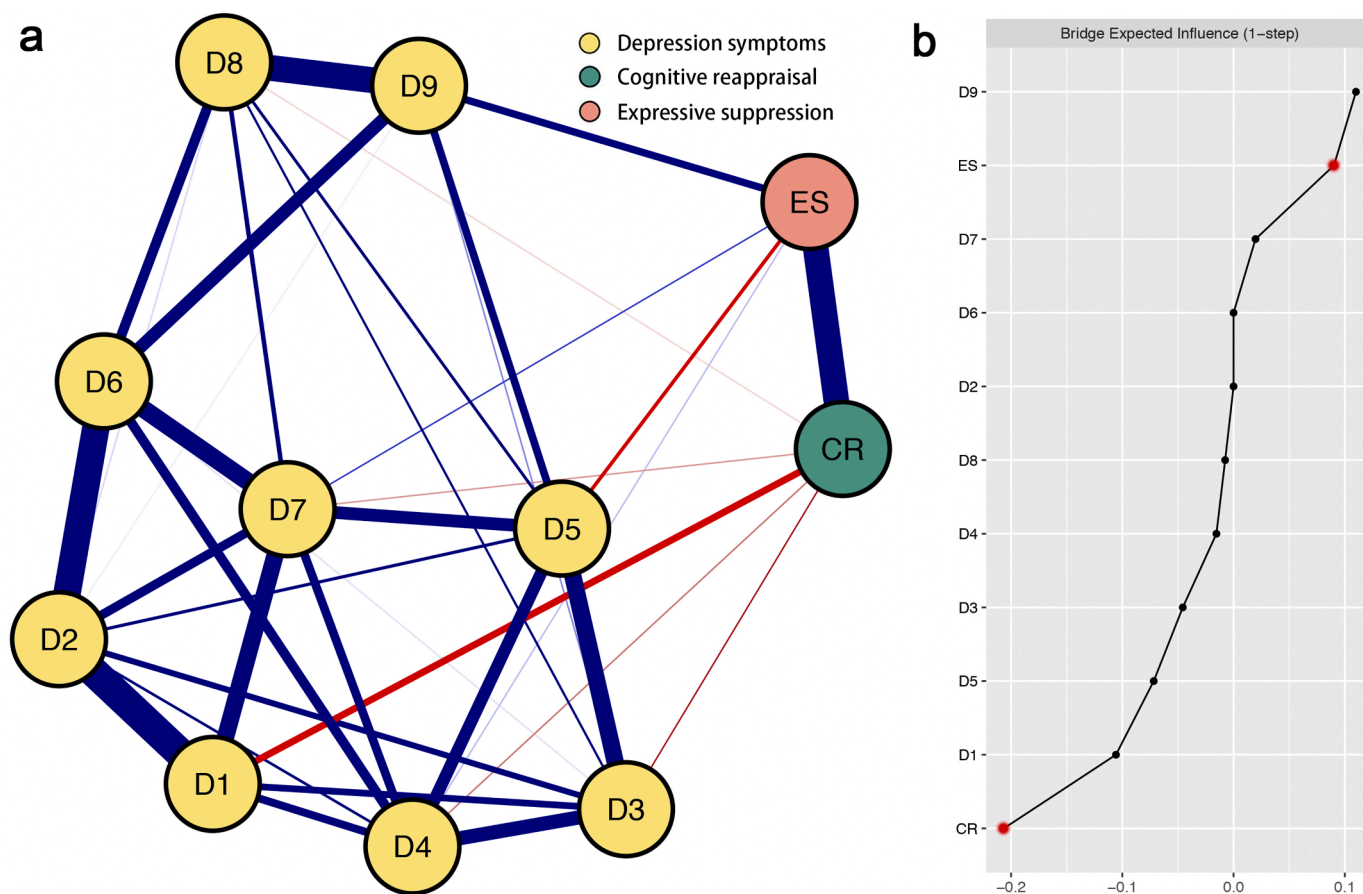 a
Depression symptoms
Cognitive reappraisal
Expressive suppression
D8
D9
ES
D6
CR
D7
D5
D2
D1
D3
D4
b
Bridge Expected Influence (1−step)
D9
ES
D7
D6
D2
D8
D4
D3
D5
D1
CR
−0.2
−0.1
0.0
0.1